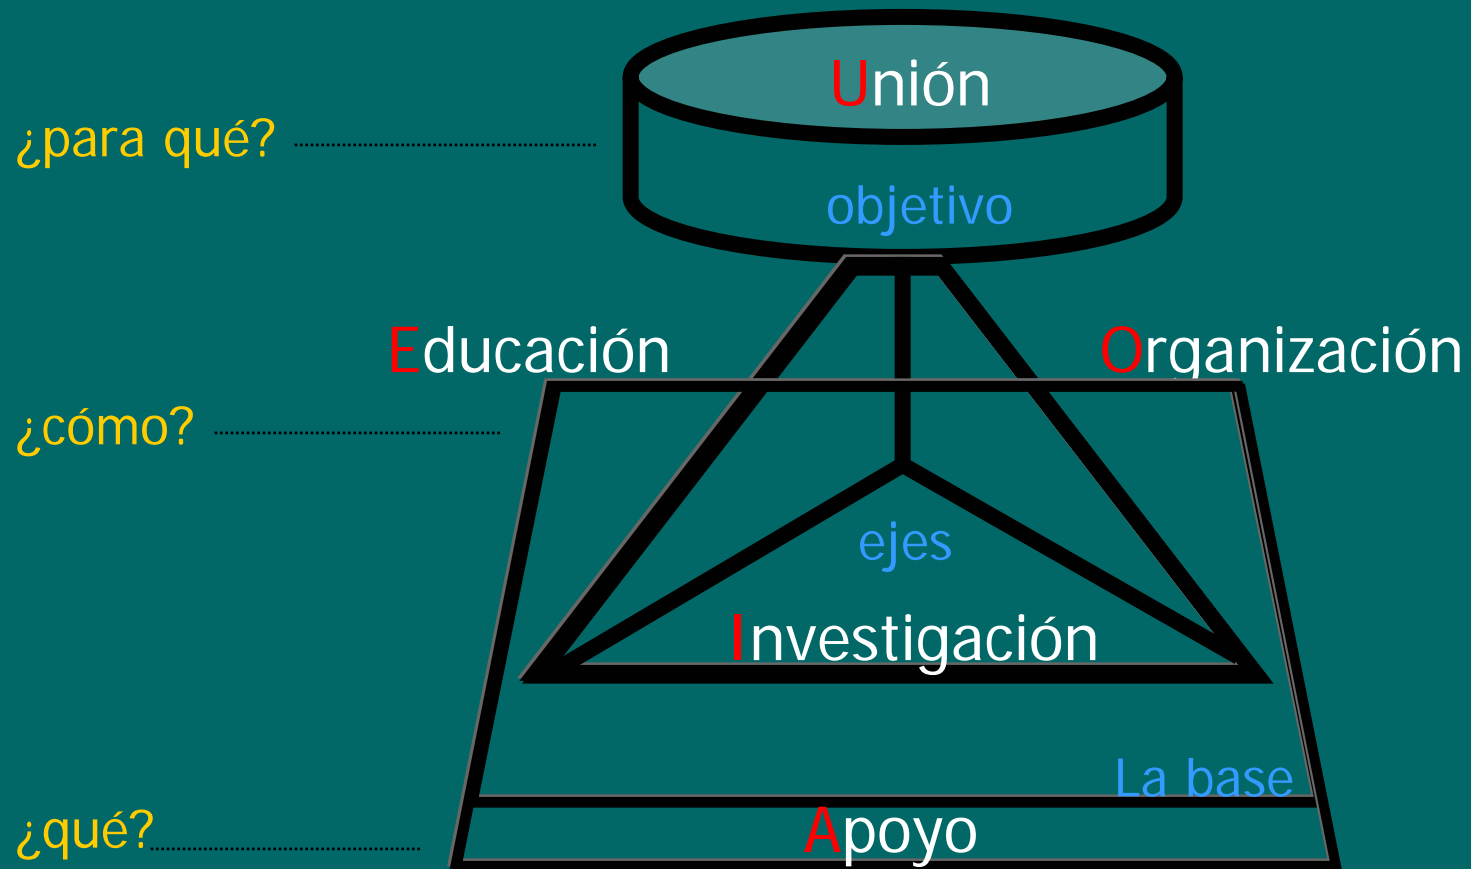 Unión
¿para qué?
objetivo
Educación
Organización
¿cómo?
ejes
Investigación
La base
¿qué?
Apoyo